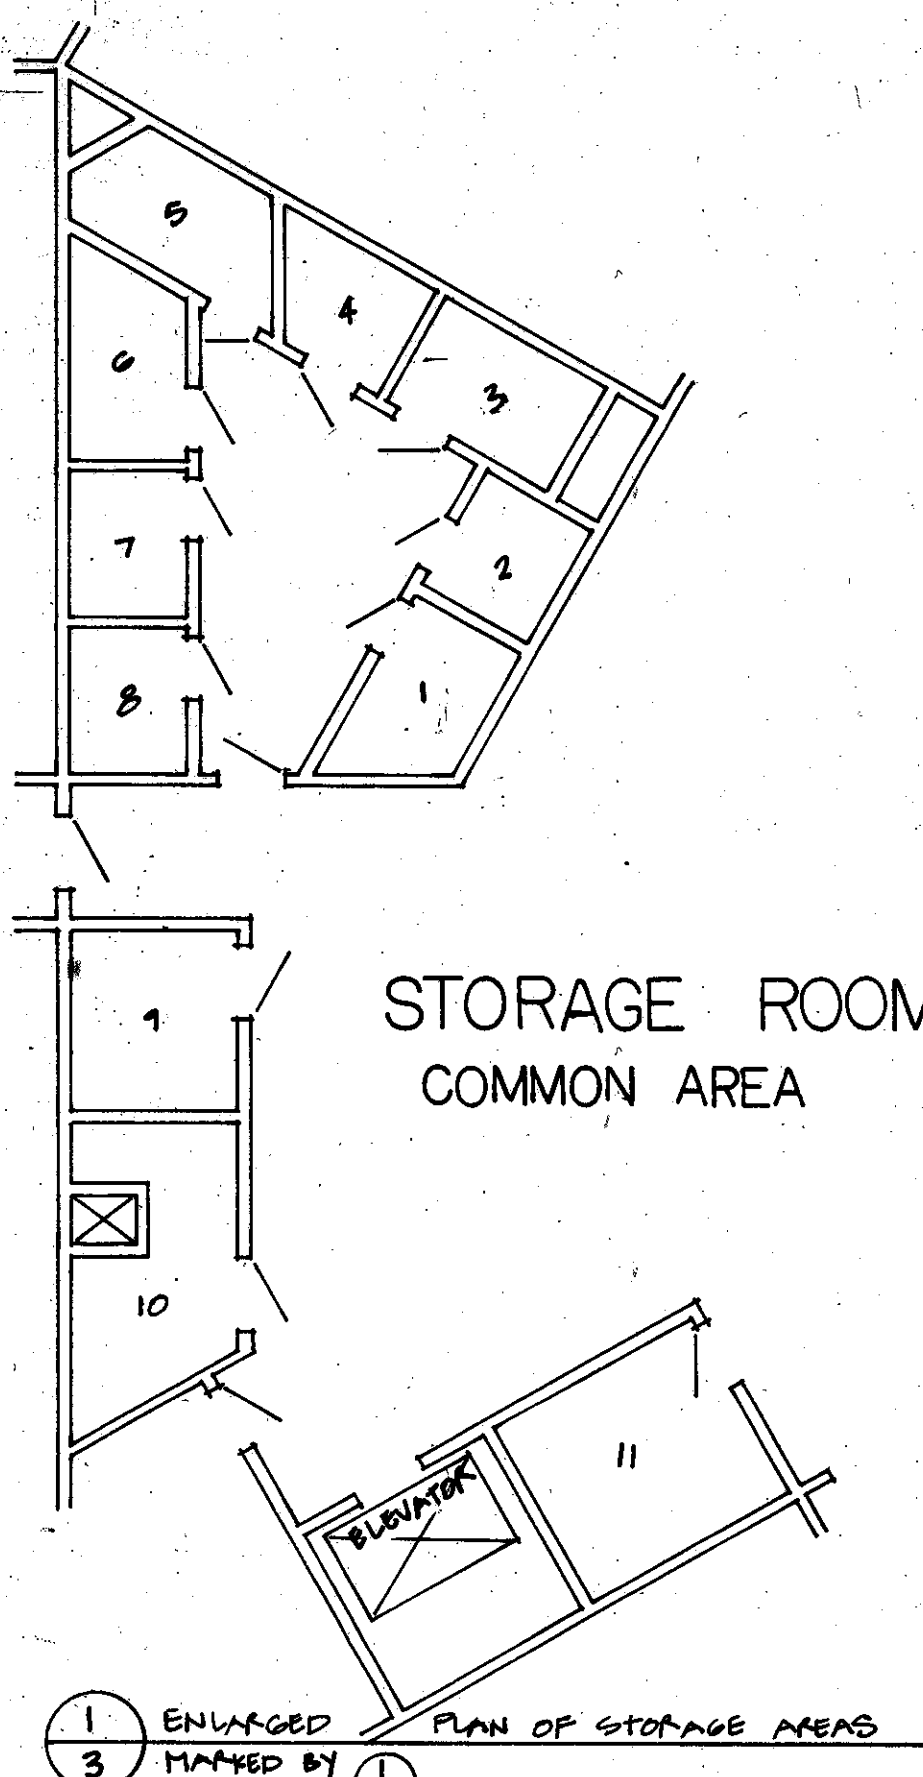 5
4
6
3
7
2
8
1
9
STORAGE ROOM
COMMON AREA
10
11
ELEVATOR
1 ENLARGED PLAN OF STORAGE AREAS
3 MARKED BY 1